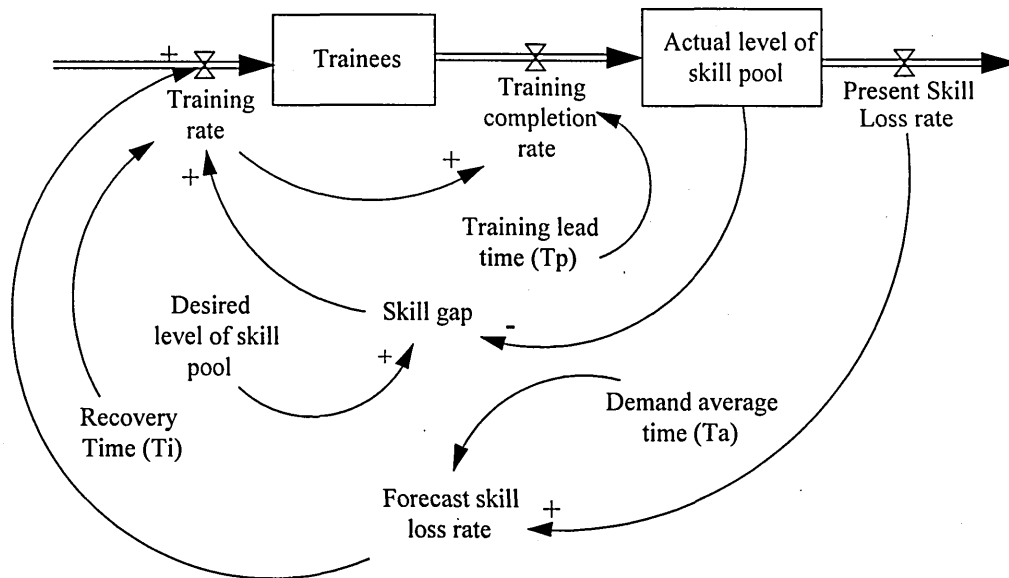 +
Trainees
Actual level of
skill pool
Training
rate
Training
completion
rate
Present Skill
Loss rate
+
+
Training lead
time (Tp)
Desired
level of skill
pool
Skill gap
-
+
Recovery
Time (Ti)
Demand average
time (Ta)
Forecast skill
loss rate
+